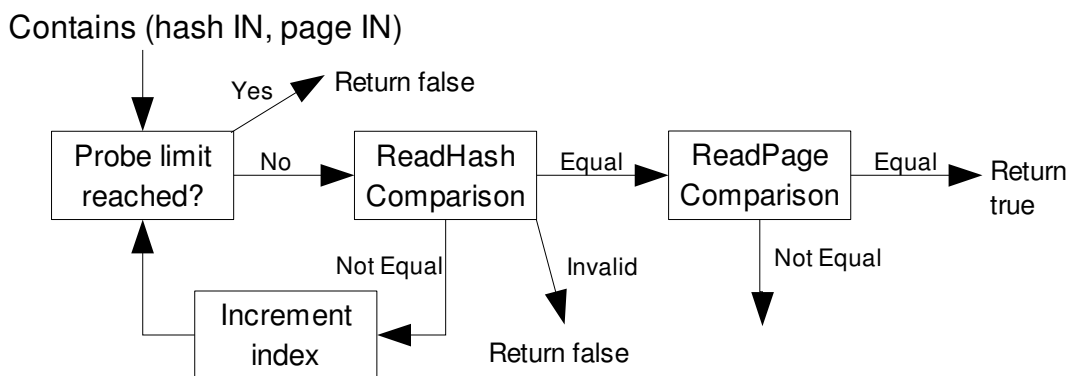 Contains (hash IN, page IN)
Yes
Return false
Probe limit
reached?
No
ReadHash
Comparison
Equal
ReadPage
Comparison
Equal
Return
true
Not Equal
Invalid
Not Equal
Increment
index
Return false